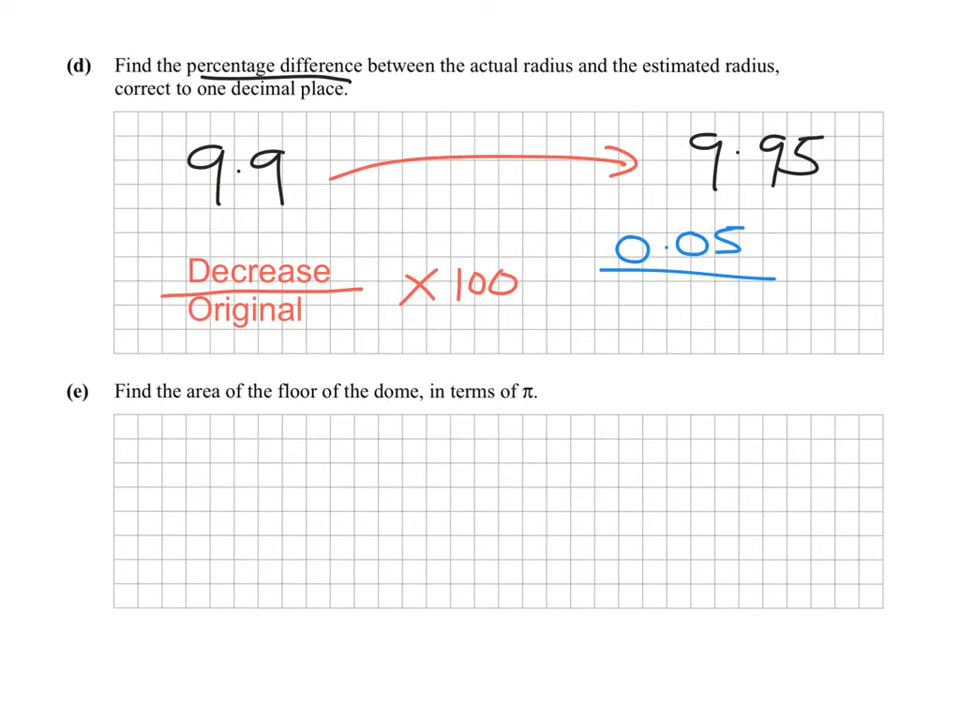 (d) Find the percentage difference between the actual radius and the estimated radius,
correct to one decimal place.
9.9 → 9.95
0.05
Decrease
Original
× 100
(e) Find the area of the floor of the dome, in terms of π.